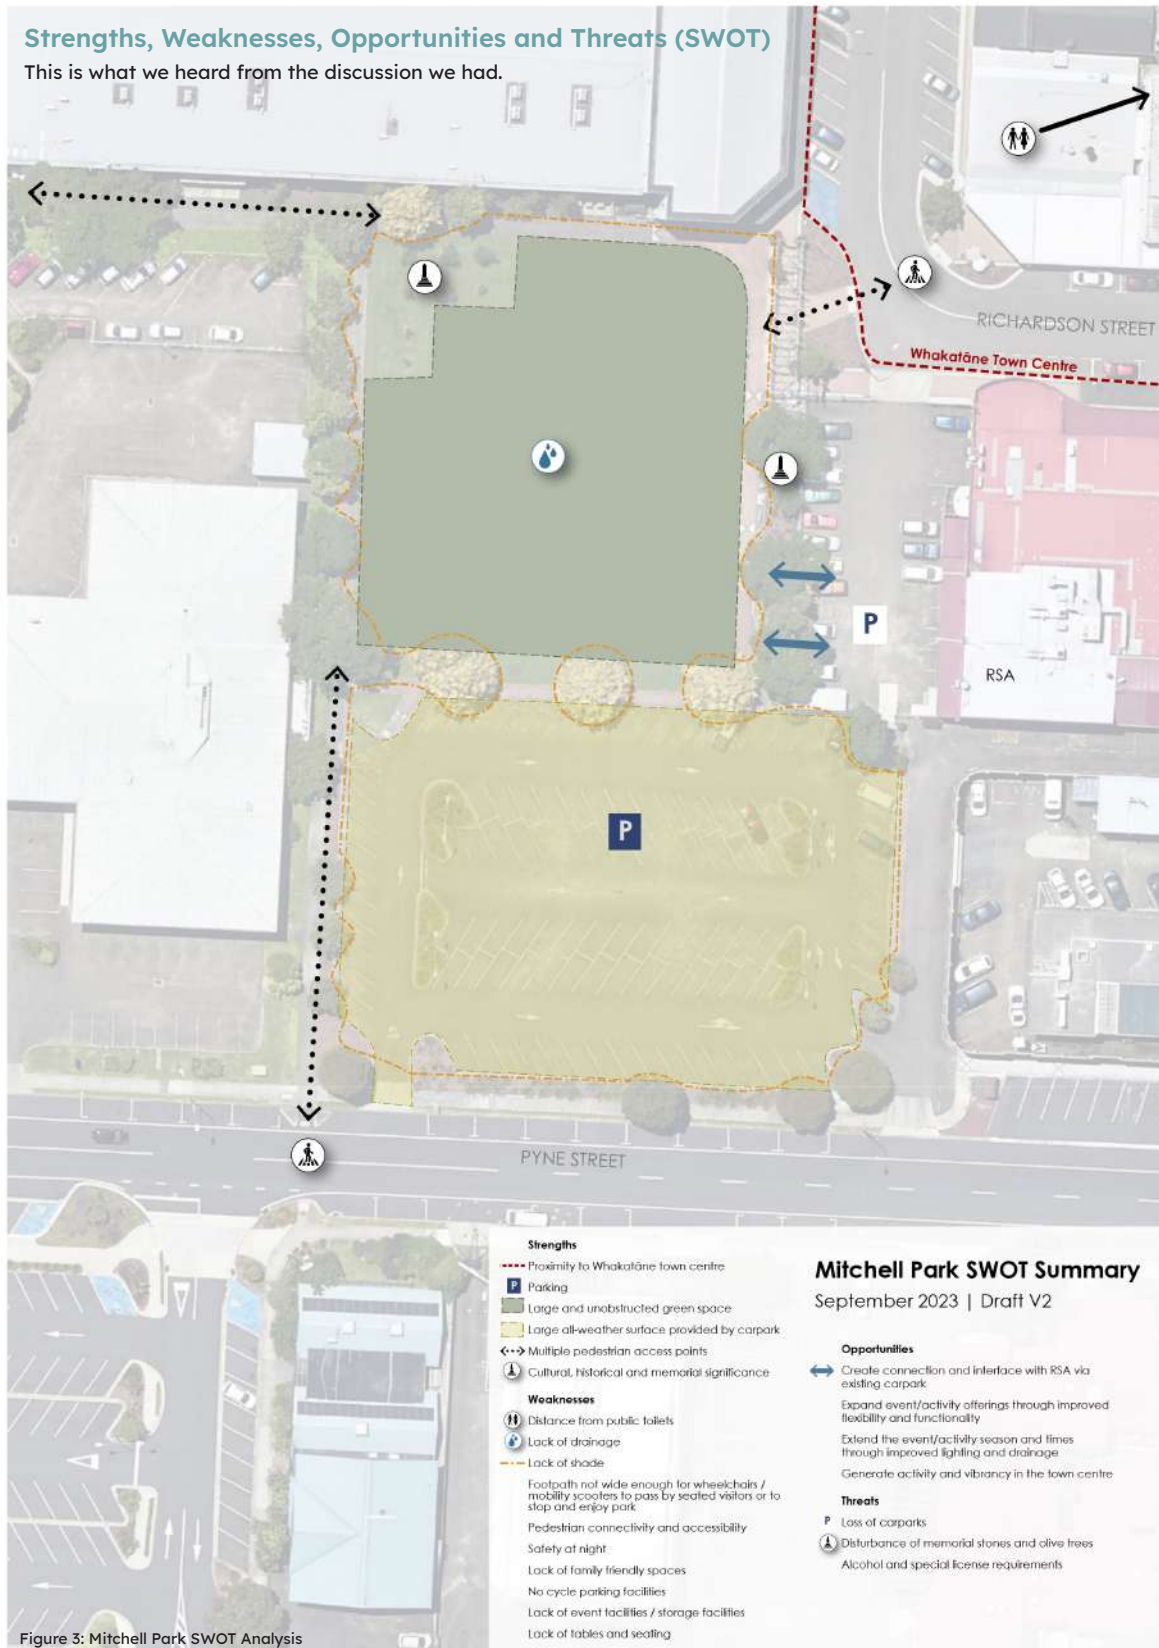 Strengths, Weaknesses, Opportunities and Threats (SWOT)
This is what we heard from the discussion we had.
RICHARDSON STREET
Whakatāne Town Centre
P
RSA
P
PYNE STREET
Strengths
Proximity to Whakatāne town centre
P Parking
Large and unobstructed green space
Large all-weather surface provided by carpark
Multiple pedestrian access points
Cultural, historical and memorial significance
Weaknesses
Distance from public toilets
Lack of drainage
Lack of shade
Footpath not wide enough for wheelchairs /
mobility scooters to pass by seated visitors or to
stop and enjoy park
Pedestrian connectivity and accessibility
Safety at night
Lack of family friendly spaces
No cycle parking facilities
Lack of event facilities / storage facilities
Lack of tables and seating
Mitchell Park SWOT Summary
September 2023 | Draft V2
Opportunities
Create connection and interface with RSA via
existing carpark
Expand event/activity offerings through improved
flexibility and functionality
Extend the event/activity season and times
through improved lighting and drainage
Generate activity and vibrancy in the town centre
Threats
P Loss of carparks
Disturbance of memorial stones and olive trees
Alcohol and special license requirements
Figure 3: Mitchell Park SWOT Analysis